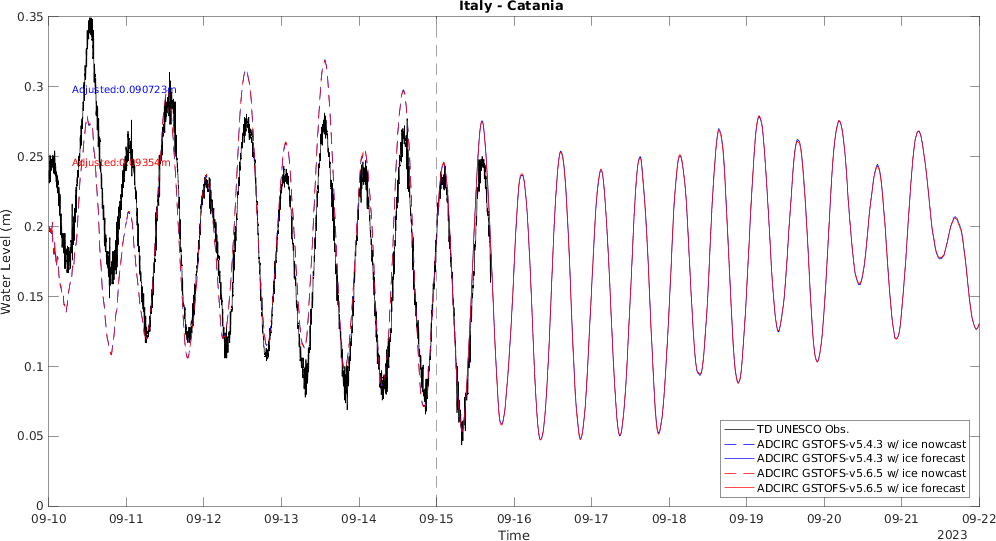 Italy - Catania
0.35
0.3
0.25
0.2
0.15
0.1
0.05
0
Water Level (m)
Adjusted:0.090723m
Adjusted:0.09354m
TD UNESCO Obs.
ADCIRC GSTOFS-v5.4.3 w/ ice nowcast
ADCIRC GSTOFS-v5.4.3 w/ ice forecast
ADCIRC GSTOFS-v5.6.5 w/ ice nowcast
ADCIRC GSTOFS-v5.6.5 w/ ice forecast
09-10 09-11 09-12 09-13 09-14 09-15 09-16 09-17 09-18 09-19 09-20 09-21 09-22
Time
2023